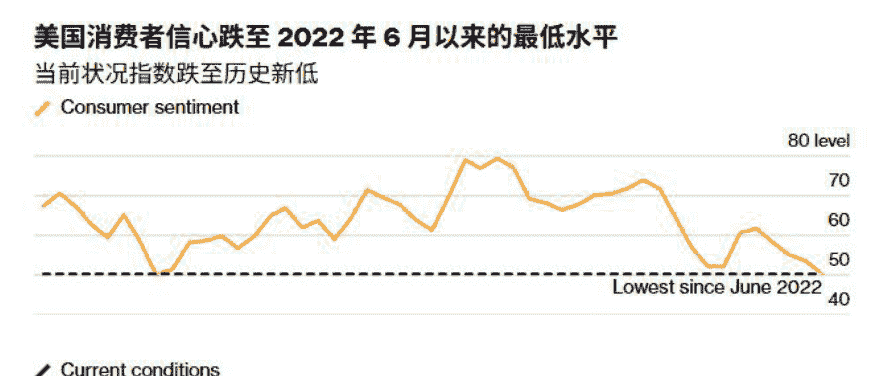 美国消费者信心跌至 2022 年 6 月以来的最低水平
当前状况指数跌至历史新低
Consumer sentiment
80 level
70
60
50
Lowest since June 2022
40
Current conditions